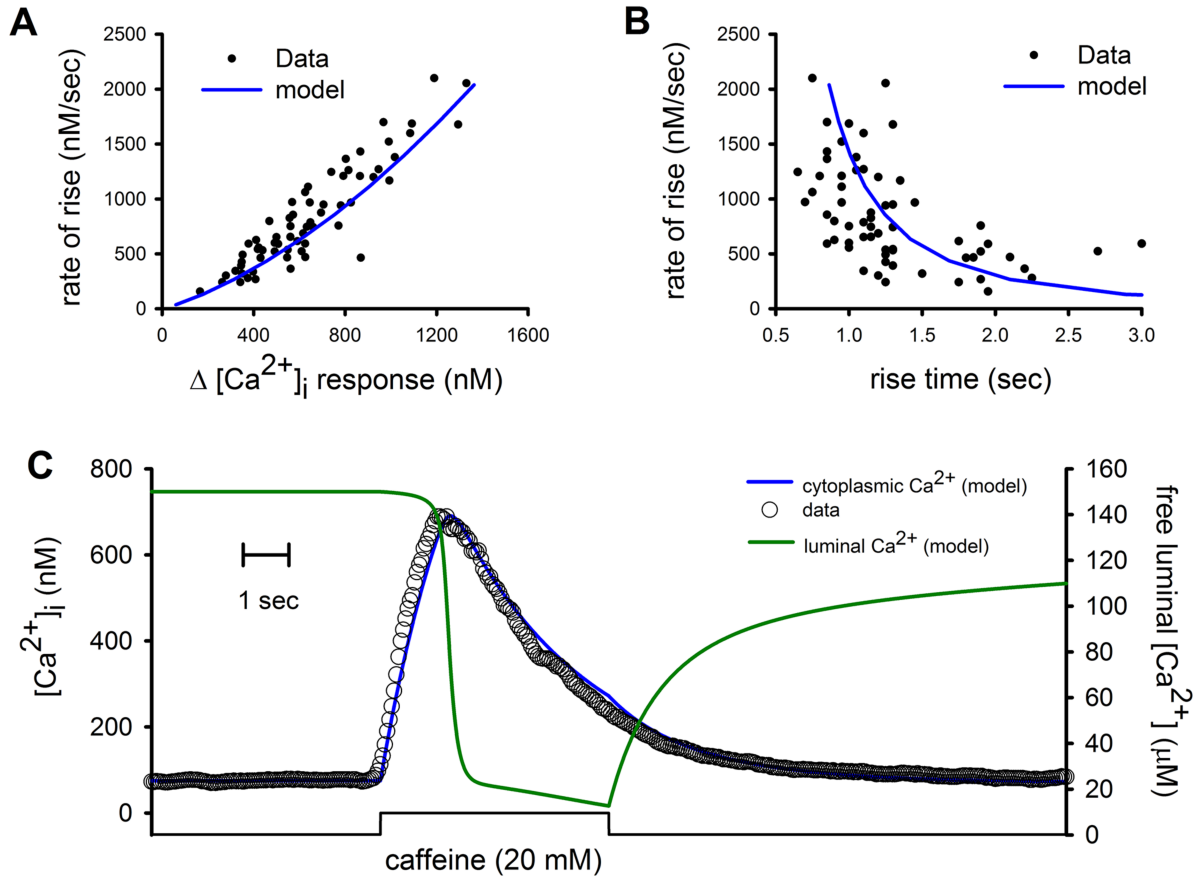 A
rate of rise (nM/sec)
2500
2000
1500
1000
500
0
Data
model
0 400 800 1200 1600
Δ [Ca2+]i response (nM)
B
rate of rise (nM/sec)
2500
2000
1500
1000
500
0
Data
model
0.5 1.0 1.5 2.0 2.5 3.0
rise time (sec)
C
[Ca2+]i (nM)
800
600
400
200
0
1 sec
cytoplasmic Ca2+ (model)
data
luminal Ca2+ (model)
160
140
120
100
80
60
40
20
0
free luminal [Ca2+] (μM)
caffeine (20 mM)